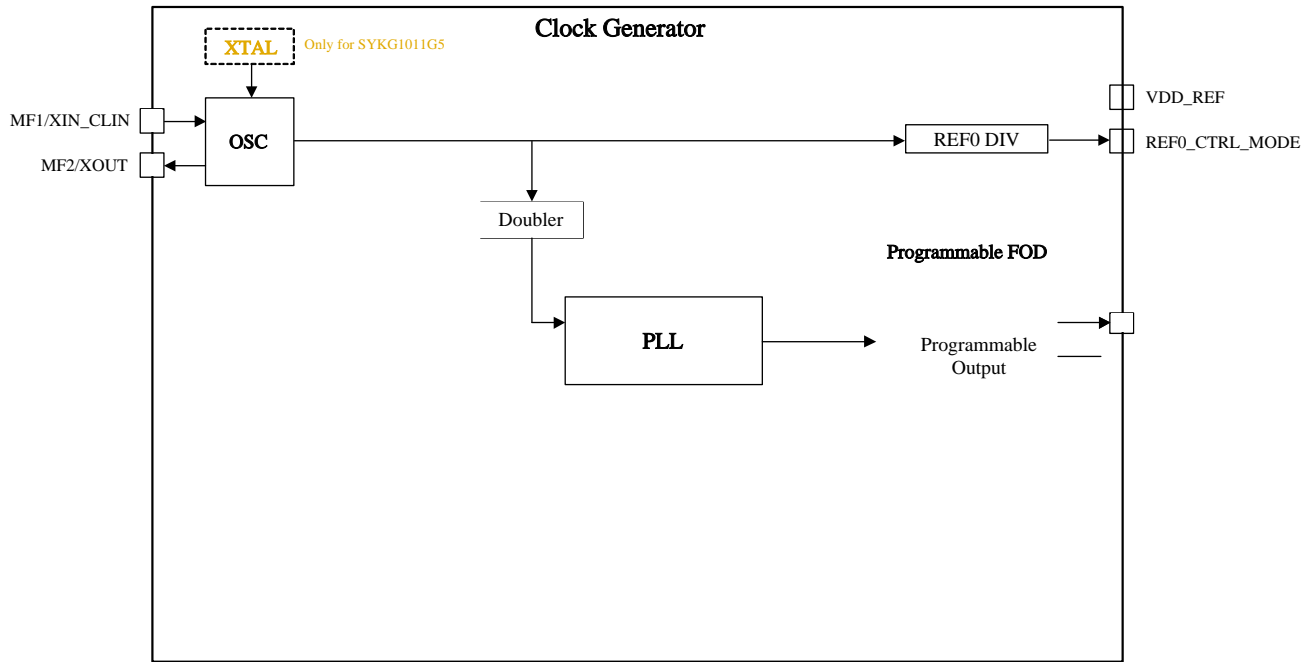 Clock Generator
XTAL
Only for SYKG1011G5
VDD_REF
MF1/XIN_CLIN
OSC
REF0 DIV
REF0_CTRL_MODE
MF2/XOUT
Doubler
Programmable FOD
PLL
Programmable
Output